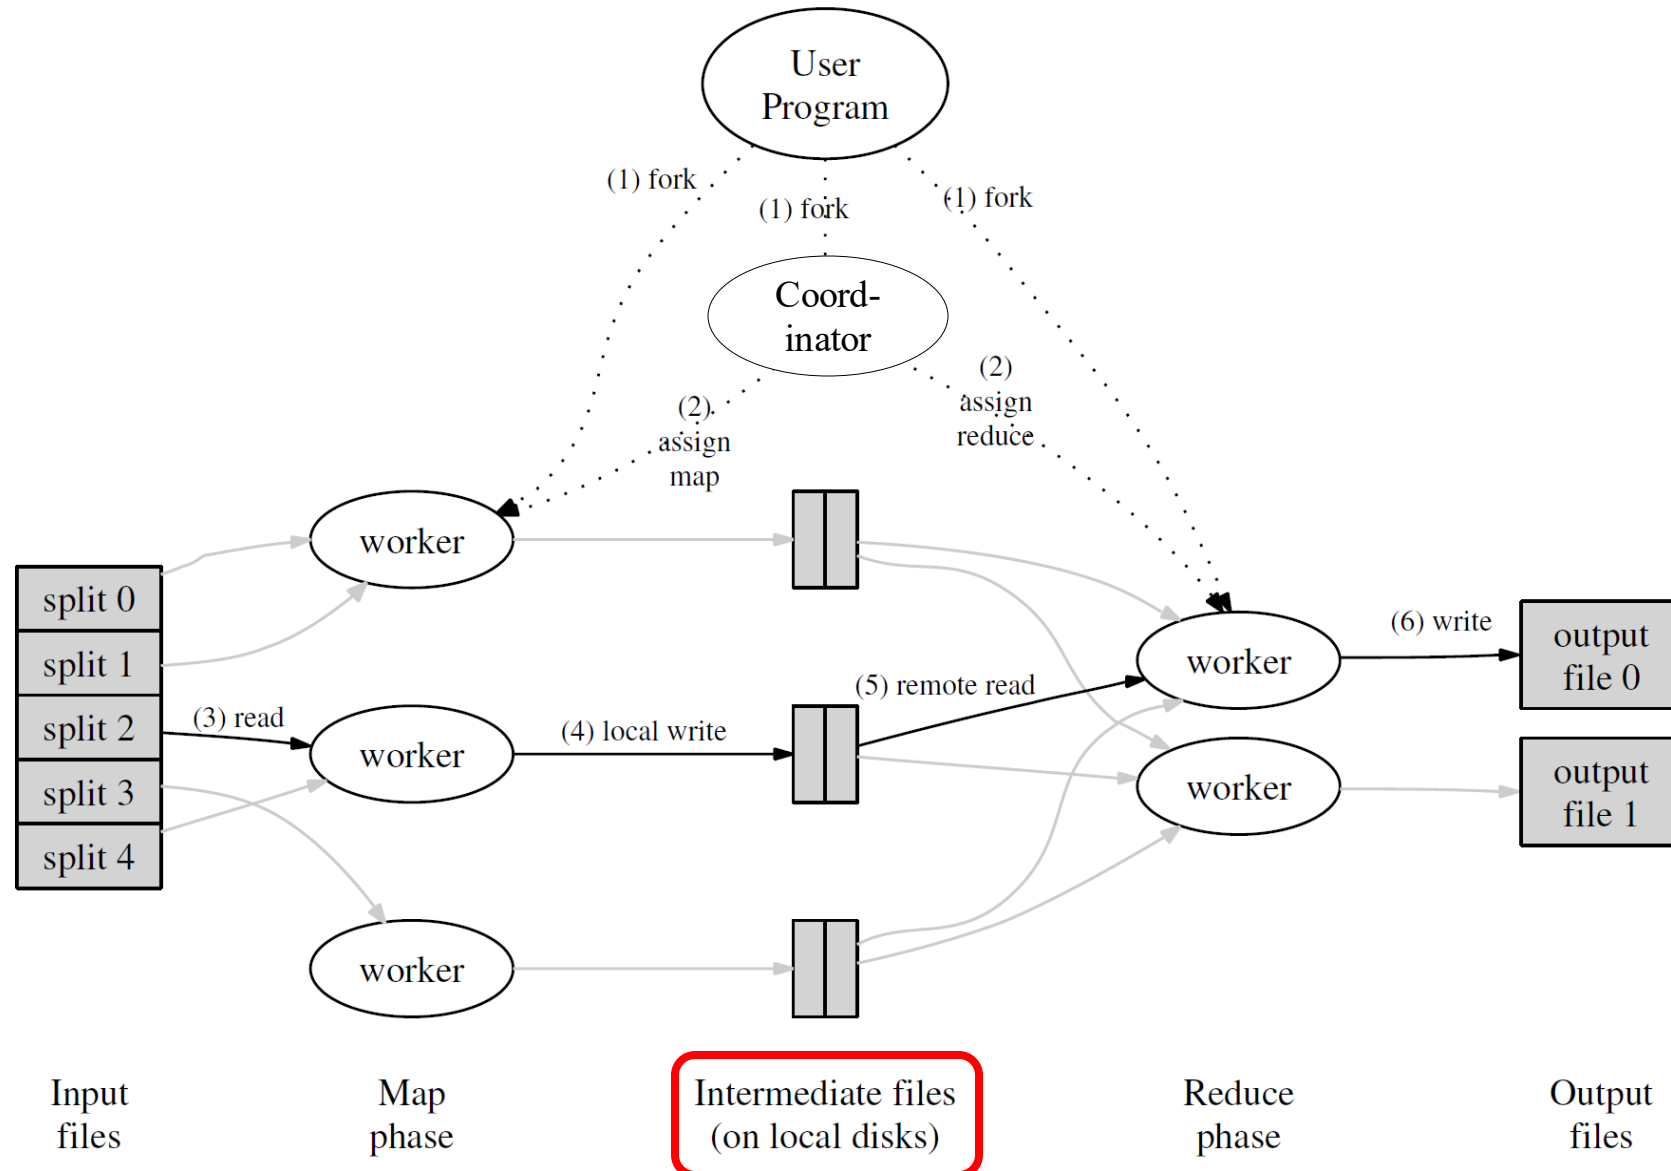 User
Program
(1) fork
(1) fork
(1) fork
Coord-
inator
(2)
assign
map
(2)
assign
reduce
worker
split 0
split 1
split 2
split 3
split 4
(3) read
worker
(4) local write
worker
(5) remote read
worker
worker
(6) write
output
file 0
output
file 1
Input
files
Map
phase
Intermediate files
(on local disks)
Reduce
phase
Output
files